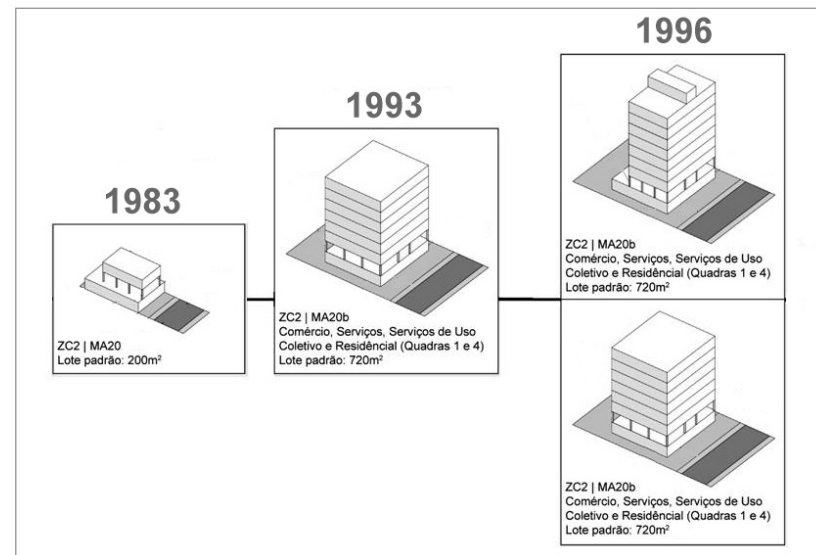 1983
ZC2 | MA20
Lote padrão: 200m²
1993
ZC2 | MA20b
Comércio, Serviços, Serviços de Uso
Coletivo e Residêncial (Quadras 1 e 4)
Lote padrão: 720m²
1996
ZC2 | MA20b
Comércio, Serviços, Serviços de Uso
Coletivo e Residêncial (Quadras 1 e 4)
Lote padrão: 720m²
ZC2 | MA20b
Comércio, Serviços, Serviços de Uso
Coletivo e Residêncial (Quadras 1 e 4)
Lote padrão: 720m²